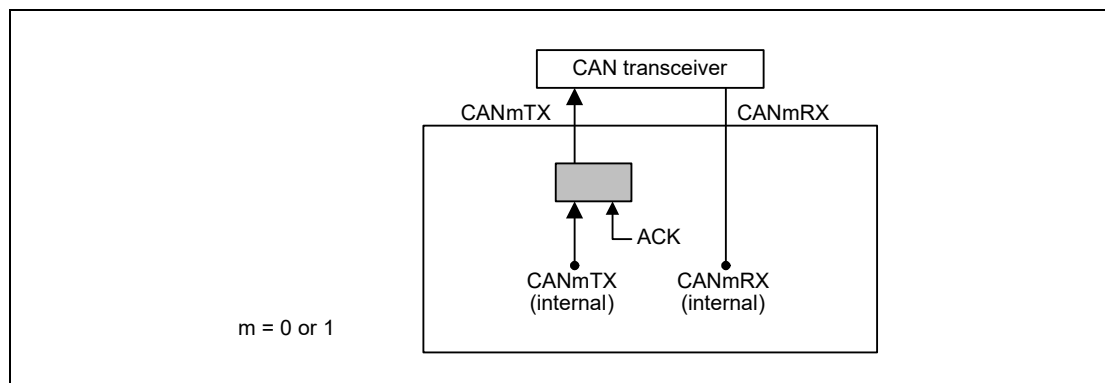 CAN transceiver
CANmTX
CANmRX
ACK
CANmTX
(internal)
CANmRX
(internal)
m = 0 or 1